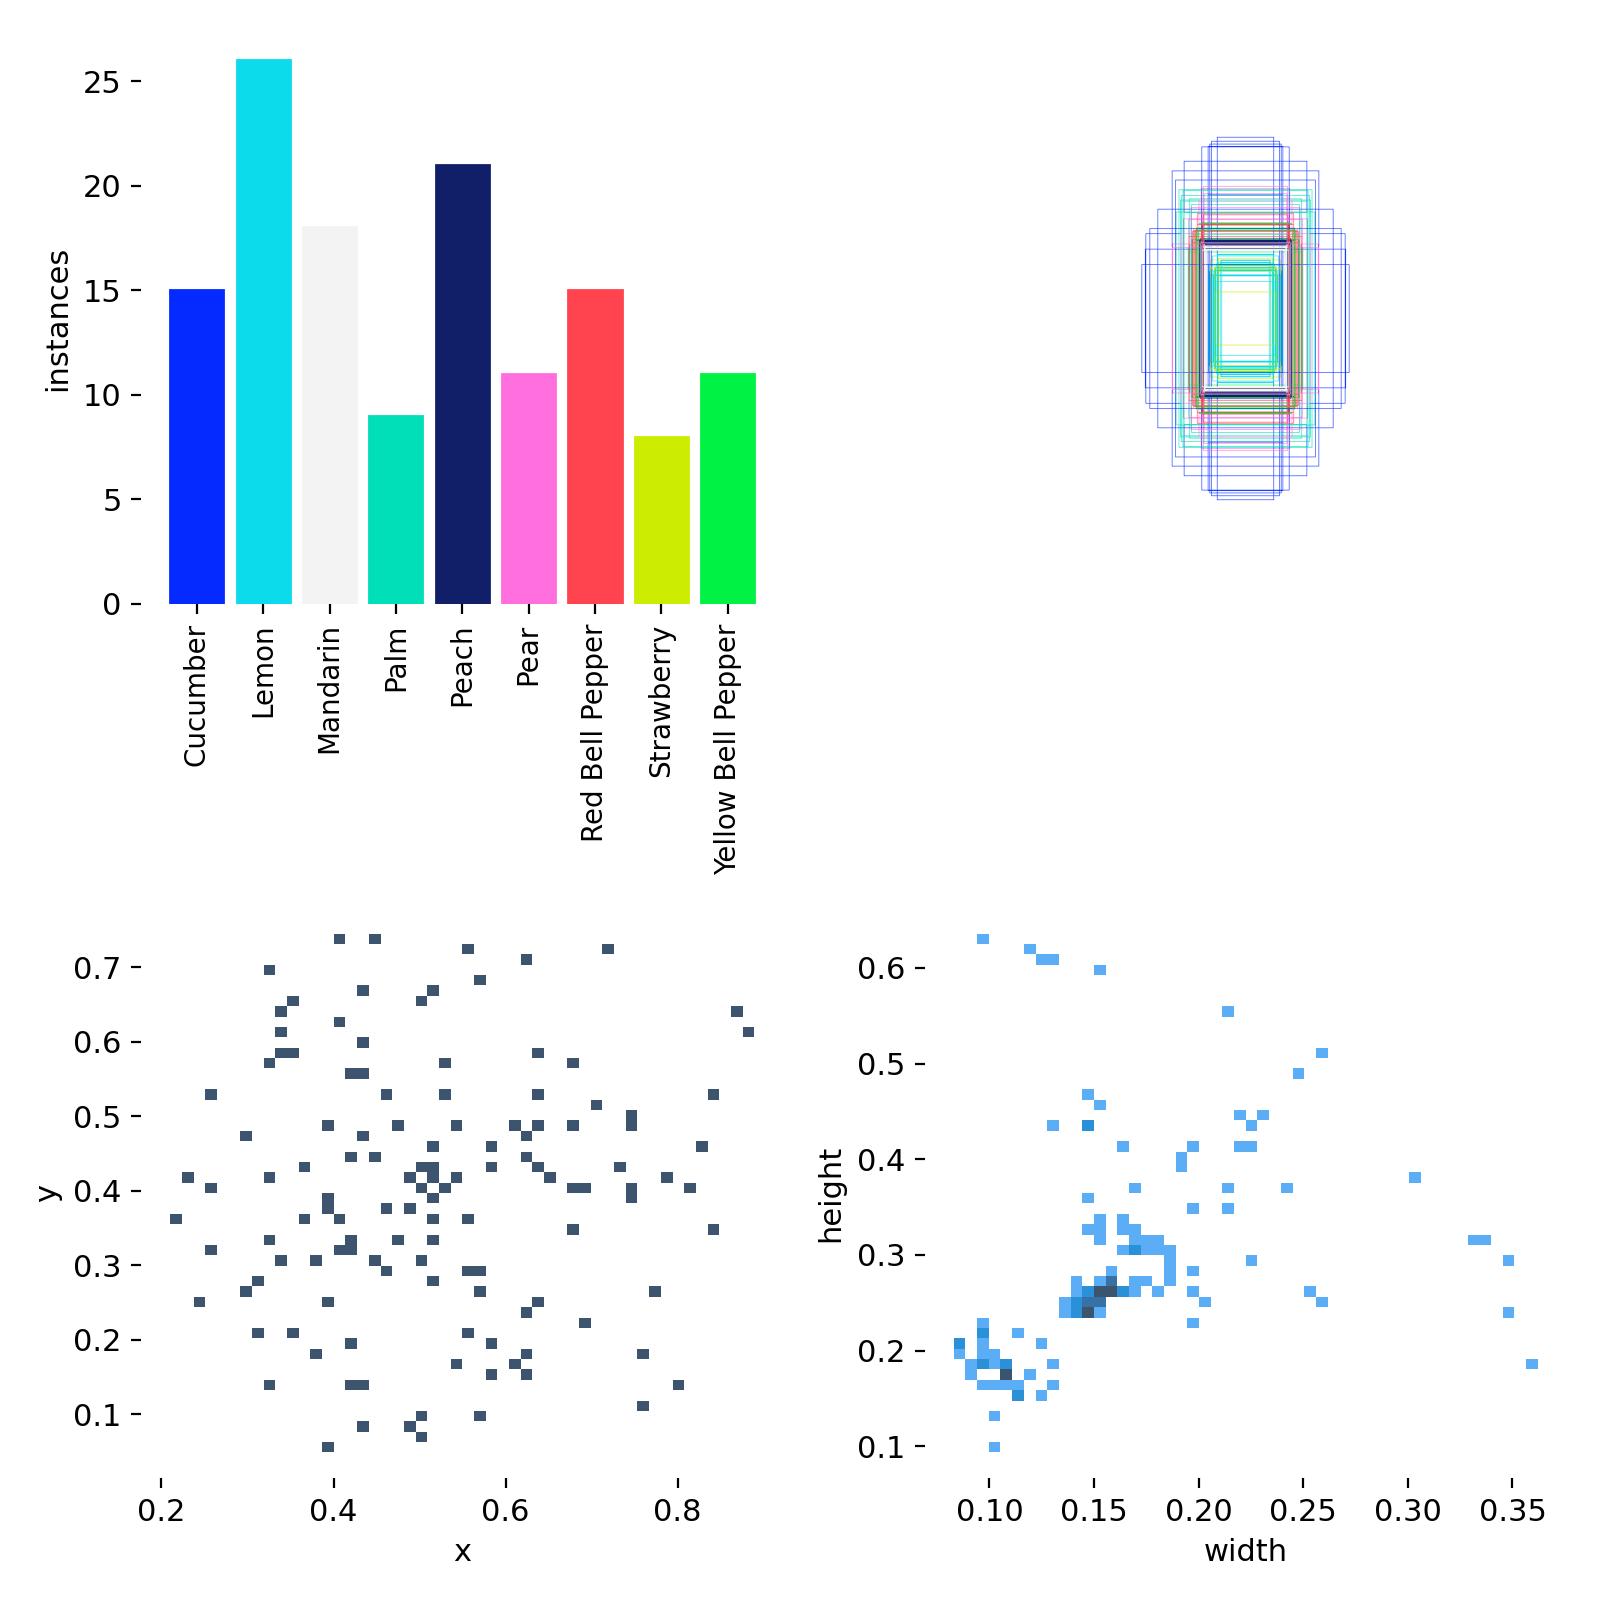 25
20
15
10
5
0
instances
Cucumber
Lemon
Mandarin
Palm
Peach
Pear
Red Bell Pepper
Strawberry
Yellow Bell Pepper
0.7
0.6
0.5
0.4
0.3
0.2
0.1
y
0.2 0.4 0.6 0.8
x
0.6
0.5
0.4
0.3
0.2
0.1
height
0.10 0.15 0.20 0.25 0.30 0.35
width